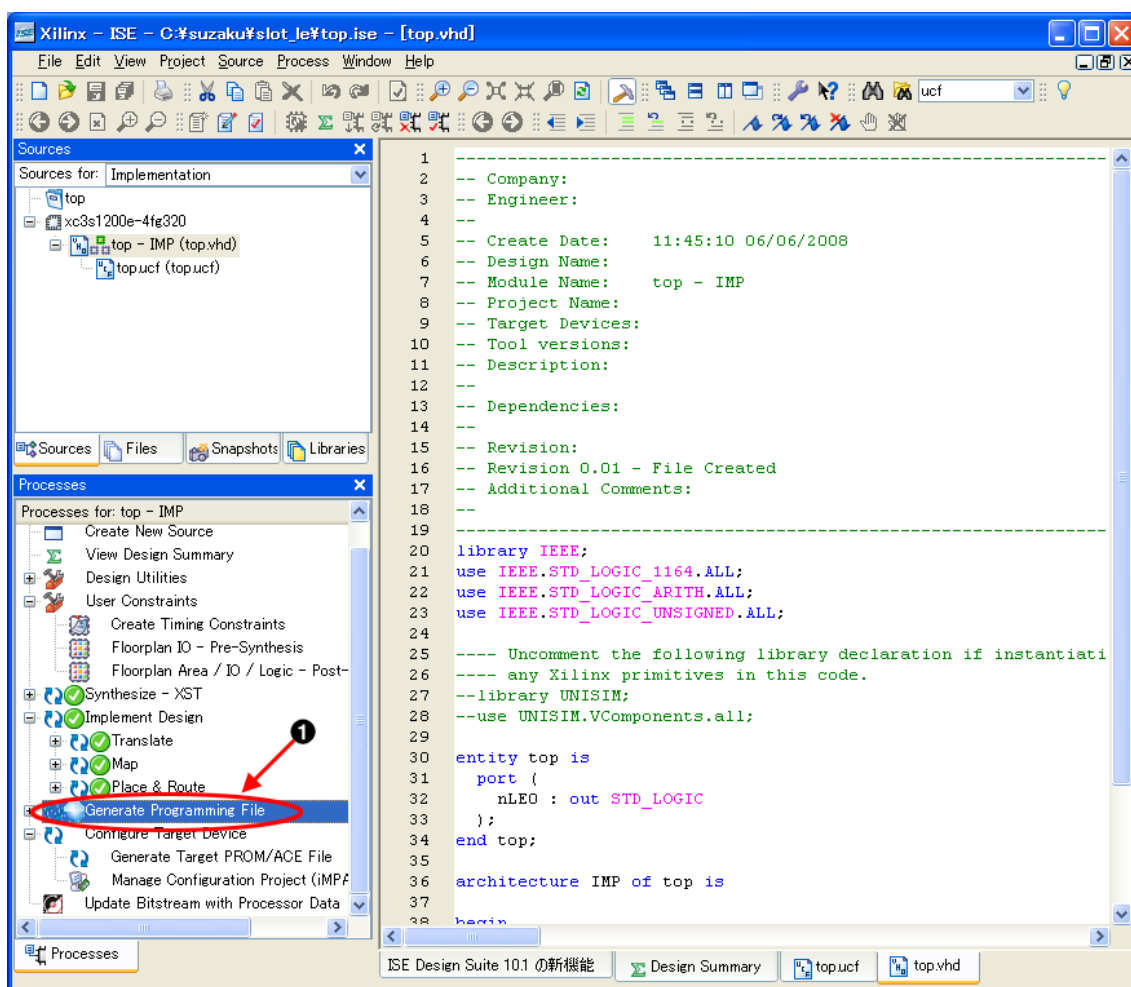 Xilinx - ISE - C:¥suzaku¥slot_le¥top.ise - [top.vhd]
File Edit View Project Source Process Window Help
ucf
Sources
Sources for: Implementation
top
xc3s1200e-4fg320
top - IMP (top.vhd)
top.ucf (top.ucf)
Sources Files Snapshots Libraries
Processes
Processes for: top - IMP
Create New Source
View Design Summary
Design Utilities
User Constraints
Create Timing Constraints
Floorplan IO - Pre-Synthesis
Floorplan Area / IO / Logic - Post-
Synthesize - XST
Implement Design
1
Translate
Map
Place & Route
Generate Programming File
Configure Target Device
Generate Target PROM/ACE File
Manage Configuration Project (iMPA
Update Bitstream with Processor Data
Processes
1 --------------------------------------------------------------------------------
2 -- Company:
3 -- Engineer:
4 --
5 -- Create Date: 11:45:10 06/06/2008
6 -- Design Name:
7 -- Module Name: top - IMP
8 -- Project Name:
9 -- Target Devices:
10 -- Tool versions:
11 -- Description:
12 --
13 -- Dependencies:
14 --
15 -- Revision:
16 -- Revision 0.01 - File Created
17 -- Additional Comments:
18 --
19 --------------------------------------------------------------------------------
20 library IEEE;
21 use IEEE.STD_LOGIC_1164.ALL;
22 use IEEE.STD_LOGIC_ARITH.ALL;
23 use IEEE.STD_LOGIC_UNSIGNED.ALL;
24
25 ---- Uncomment the following library declaration if instantiati
26 ---- any Xilinx primitives in this code.
27 --library UNISIM;
28 --use UNISIM.VComponents.all;
29
30 entity top is
31 port (
32 nLE0 : out STD_LOGIC
33 );
34 end top;
35
36 architecture IMP of top is
37
38 begin
ISE Design Suite 10.1 の新機能 Design Summary top.ucf top.vhd